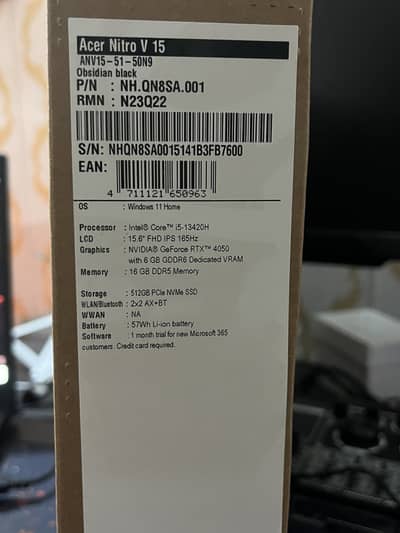 Acer Nitro V 15
ANV15-51-50N9
Obsidian black
P/N : NH.QN8SA.001
RMN : N23Q22
S/N: NHQN8SA0015141B3FB7600
EAN:
4 711121 650963
OS : Windows 11 Home
Processor : Intel® Core™ i5-13420H
LCD : 15.6" FHD IPS 165Hz
Graphics : NVIDIA® GeForce RTX™ 4050
with 6 GB GDDR6 Dedicated VRAM
Memory : 16 GB DDR5 Memory
Storage : 512GB PCIe NVMe SSD
WLAN/Bluetooth : 2x2 AX+BT
WWAN : NA
Battery : 57Wh Li-ion battery
Software : 1 month trial for new Microsoft 365
customers. Credit card required.